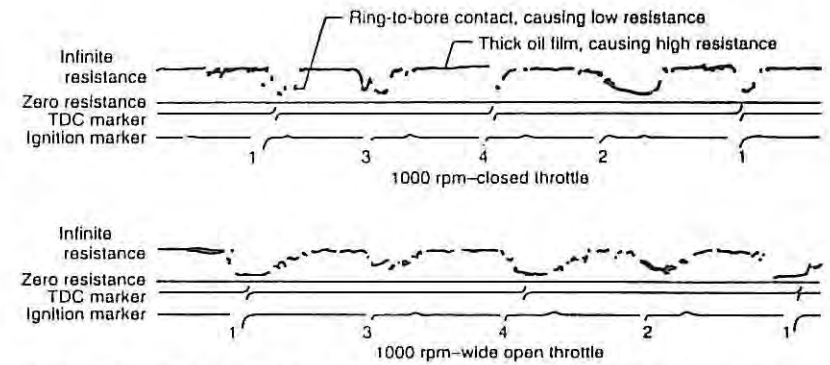 Ring-to-bore contact, causing low resistance
Thick oil film, causing high resistance
Infinite
resistance
Zero resistance
TDC marker
Ignition marker
1 3 4 2 1
1000 rpm–closed throttle
Infinite
resistance
Zero resistance
TDC marker
Ignition marker
1 3 4 2 1
1000 rpm–wide open throttle